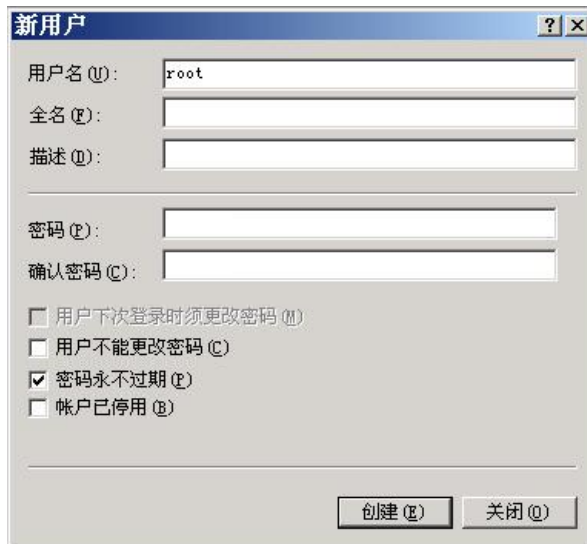 新用户
用户名(U): root
全名(F):
描述(D):
密码(P):
确认密码(C):
用户下次登录时须更改密码(M)
用户不能更改密码(C)
密码永不过期(P)
帐户已停用(B)
创建(E) 关闭(O)